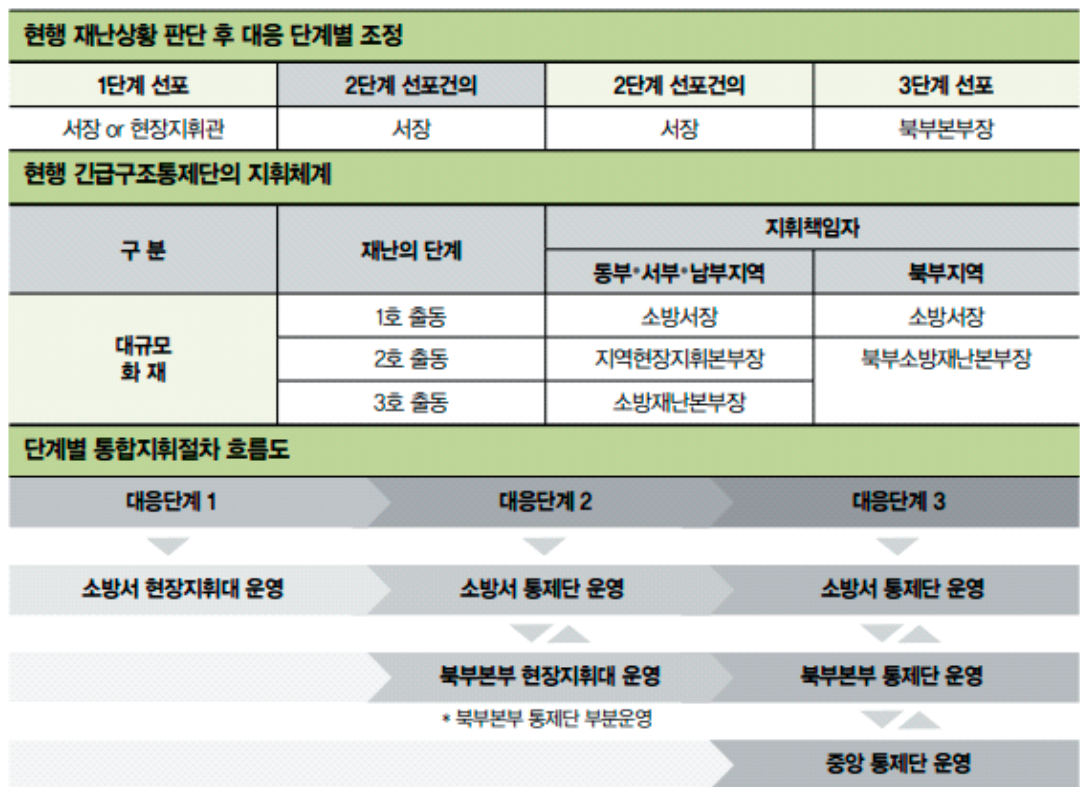 현행 재난상황 판단 후 대응 단계별 조정
1단계 선포 2단계 선포건의 2단계 선포건의 3단계 선포
서장 or 현장지휘관 서장 서장 북부본부장
현행 긴급구조통제단의 지휘체계
구 분 재난의 단계 지휘책임자
동부•서부•남부지역 북부지역
대규모
화 재
1호 출동 소방서장 소방서장
2호 출동 지역현장지휘본부장 북부소방재난본부장
3호 출동 소방재난본부장
단계별 통합지휘절차 흐름도
대응단계 1 대응단계 2 대응단계 3
소방서 현장지휘대 운영 소방서 통제단 운영 소방서 통제단 운영
북부본부 현장지휘대 운영 북부본부 통제단 운영
* 북부본부 통제단 부분운영
중앙 통제단 운영